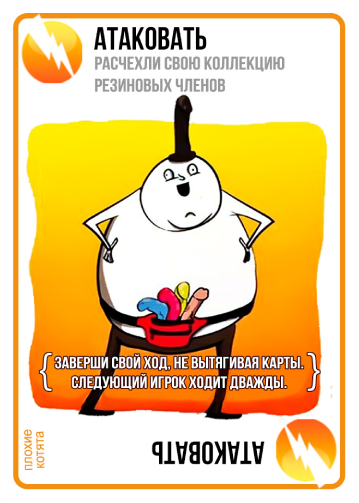 АТАКОВАТЬ
РАСЧЕХЛИ СВОЮ КОЛЛЕКЦИЮ
РЕЗИНОВЫХ ЧЛЕНОВ
{ ЗАВЕРШИ СВОЙ ХОД, НЕ ВЫТЯГИВАЯ КАРТЫ.
СЛЕДУЮЩИЙ ИГРОК ХОДИТ ДВАЖДЫ. }
плохие
котята
АТАКОВАТЬ